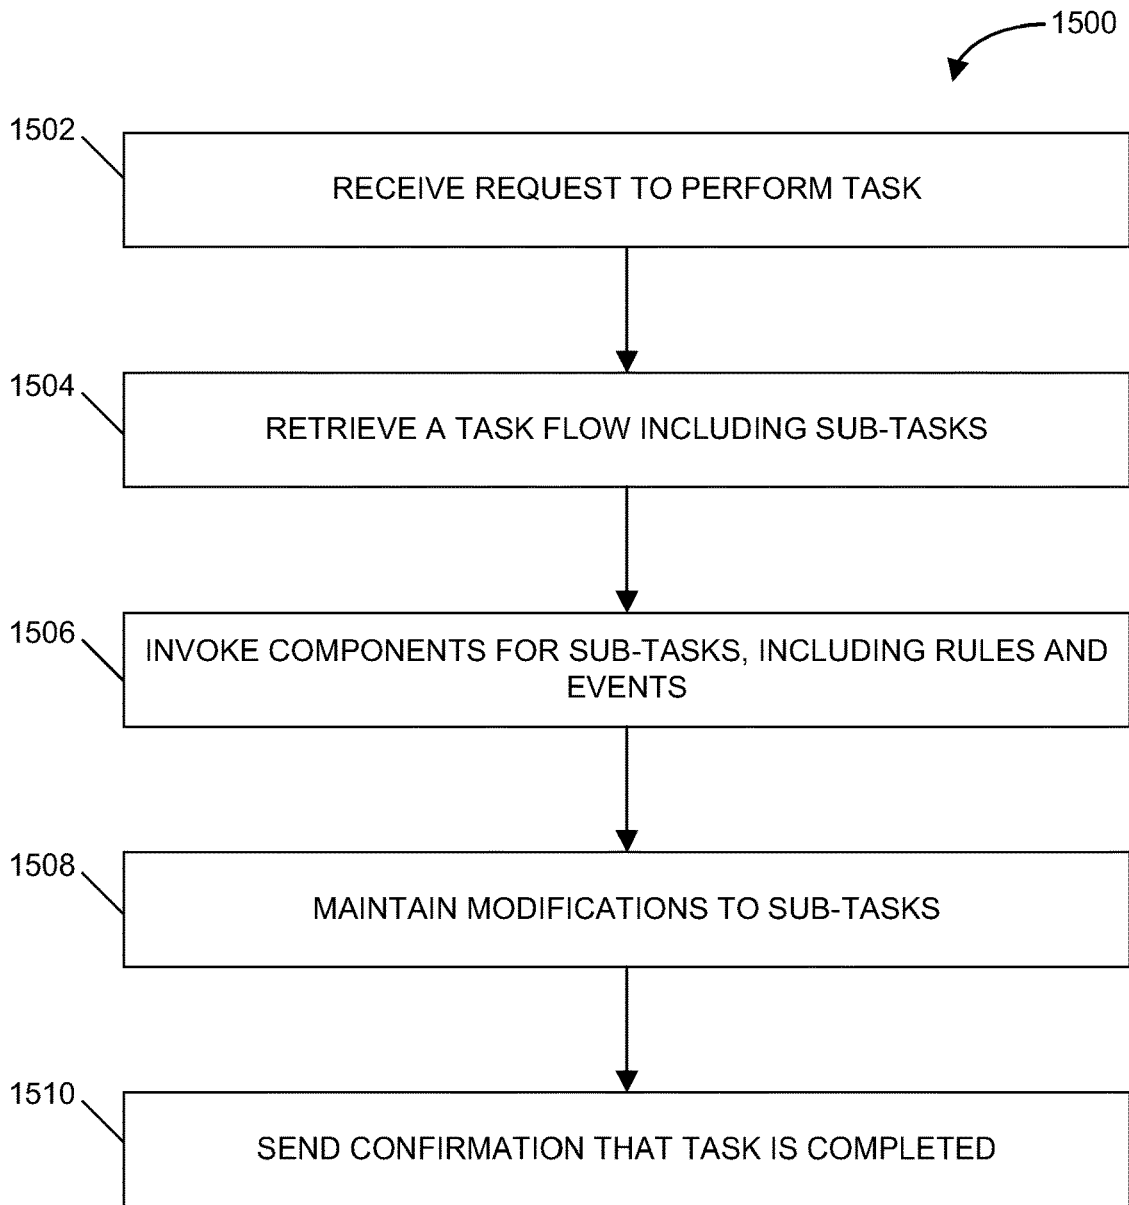 1500
1502
RECEIVE REQUEST TO PERFORM TASK
1504
RETRIEVE A TASK FLOW INCLUDING SUB-TASKS
1506
INVOKE COMPONENTS FOR SUB-TASKS, INCLUDING RULES AND
EVENTS
1508
MAINTAIN MODIFICATIONS TO SUB-TASKS
1510
SEND CONFIRMATION THAT TASK IS COMPLETED